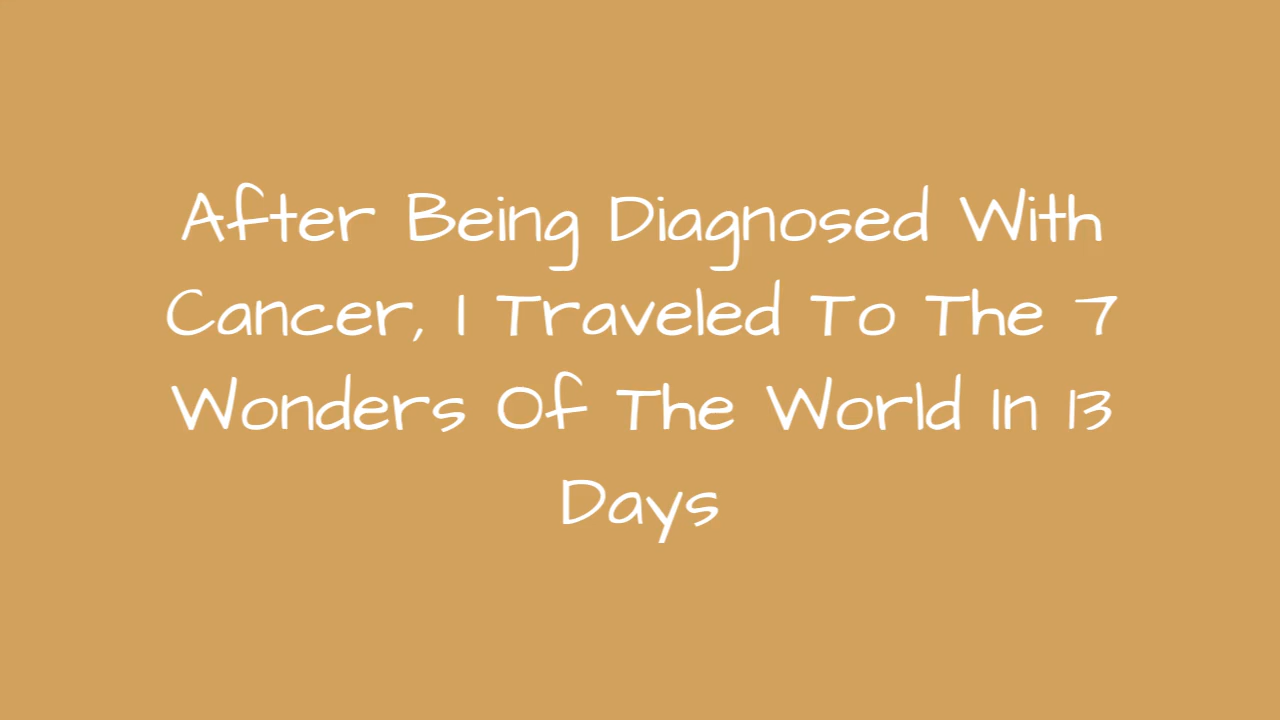 After Being Diagnosed With
Cancer, I Traveled To The 7
Wonders Of The World In 13
Days